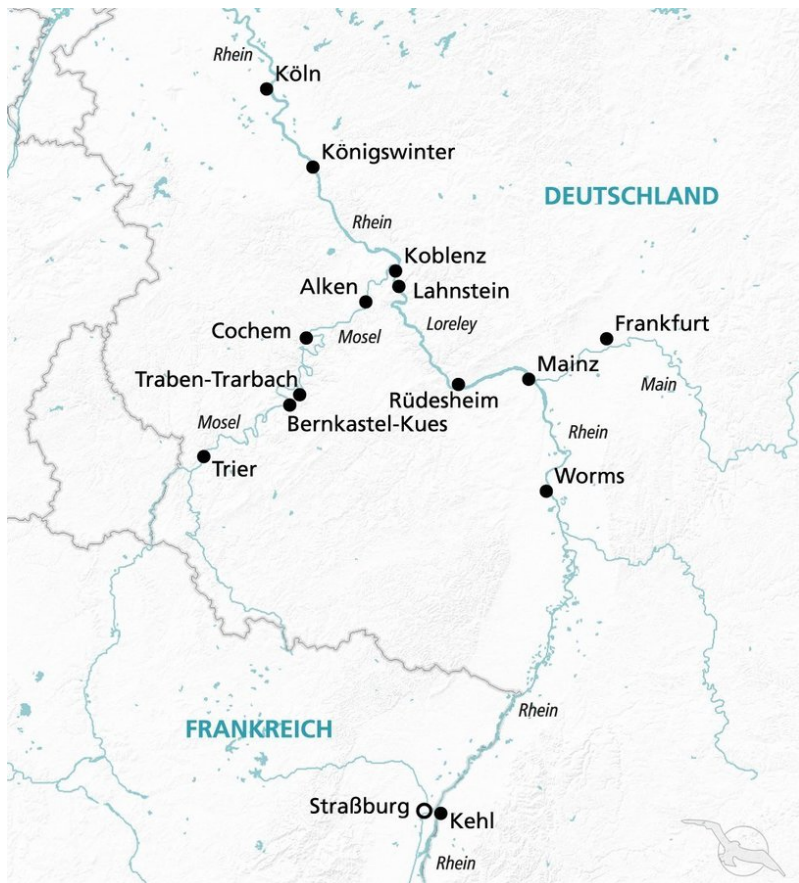 Rhein
Köln
Königswinter
DEUTSCHLAND
Rhein
Koblenz
Alken
Lahnstein
Cochem
Mosel
Loreley
Frankfurt
Mainz
Traben-Trarbach
Rüdesheim
Main
Mosel
Bernkastel-Kues
Rhein
Trier
Worms
Rhein
FRANKREICH
Straßburg
Kehl
Rhein